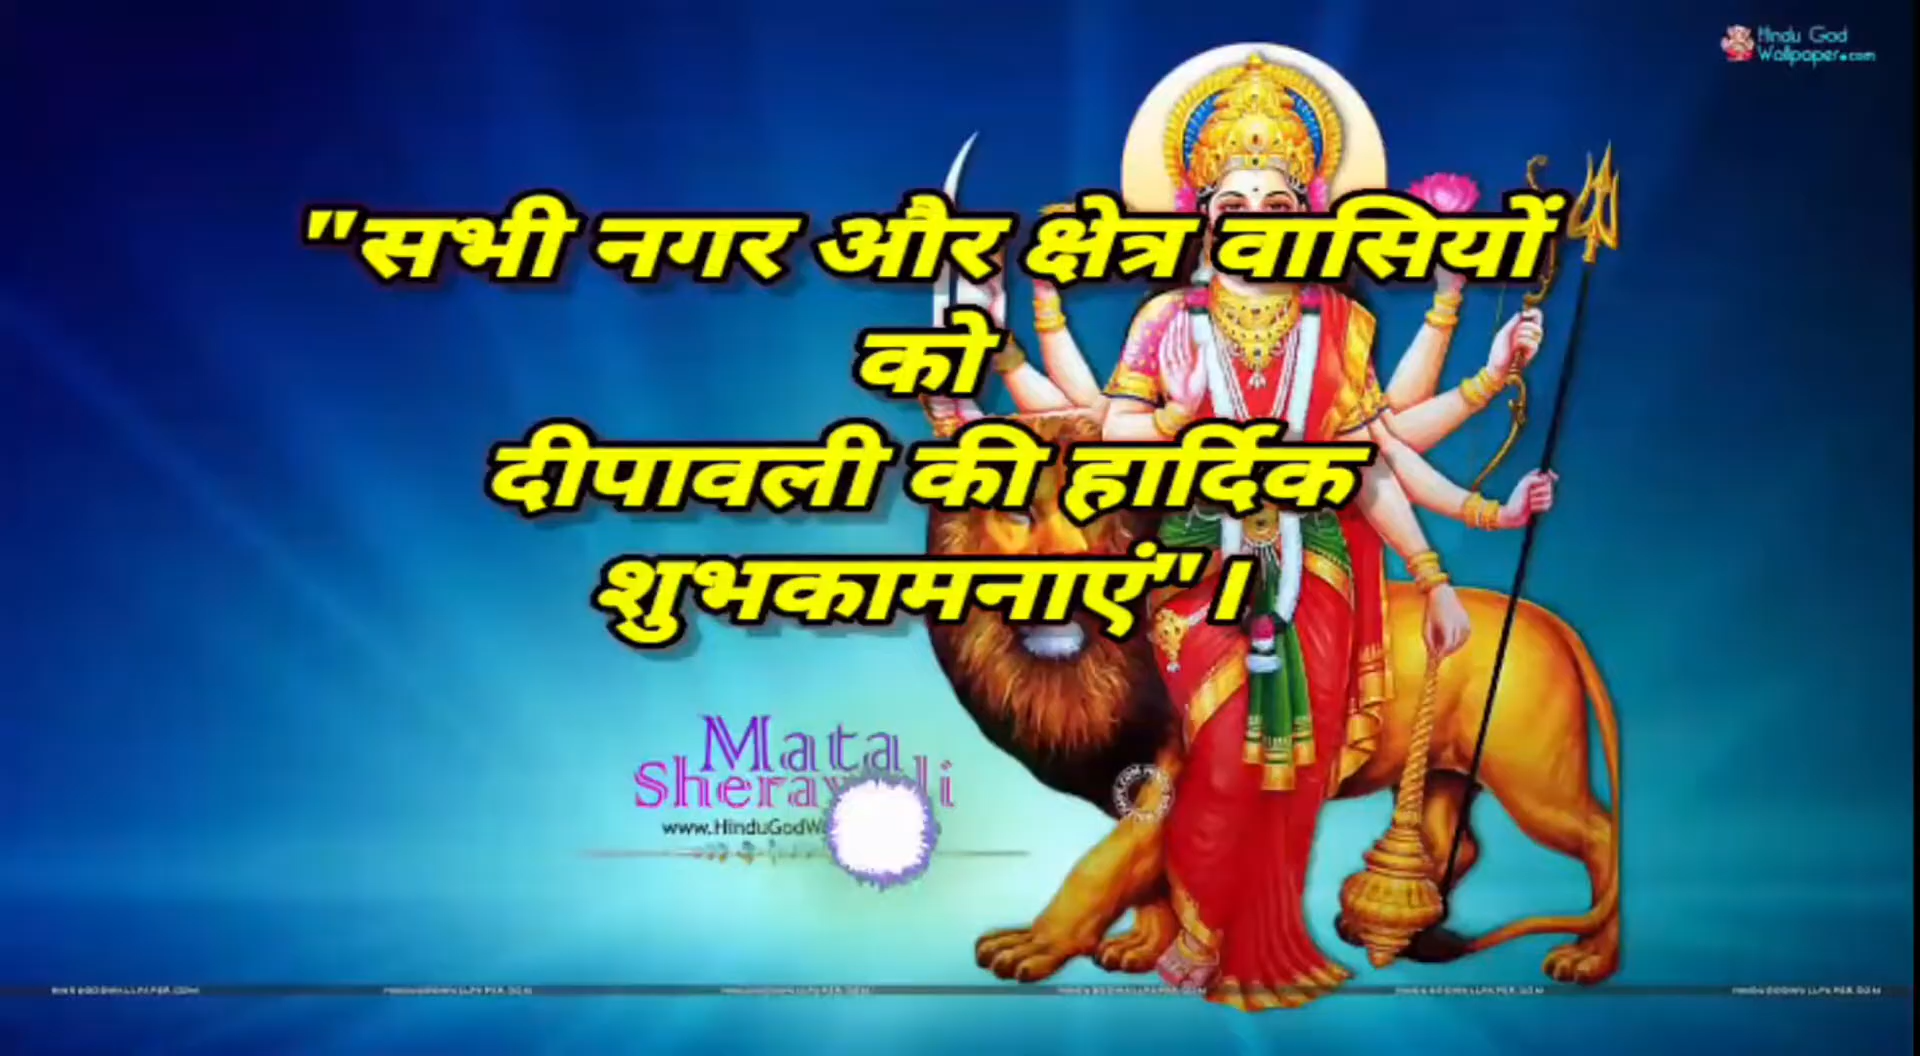 Hindu God
Wallpaper.com
"सभी नगर और क्षेत्र वासियों
को
दीपावली की हार्दिक
शुभकामनाएं"।
Mata
www.HinduGodW